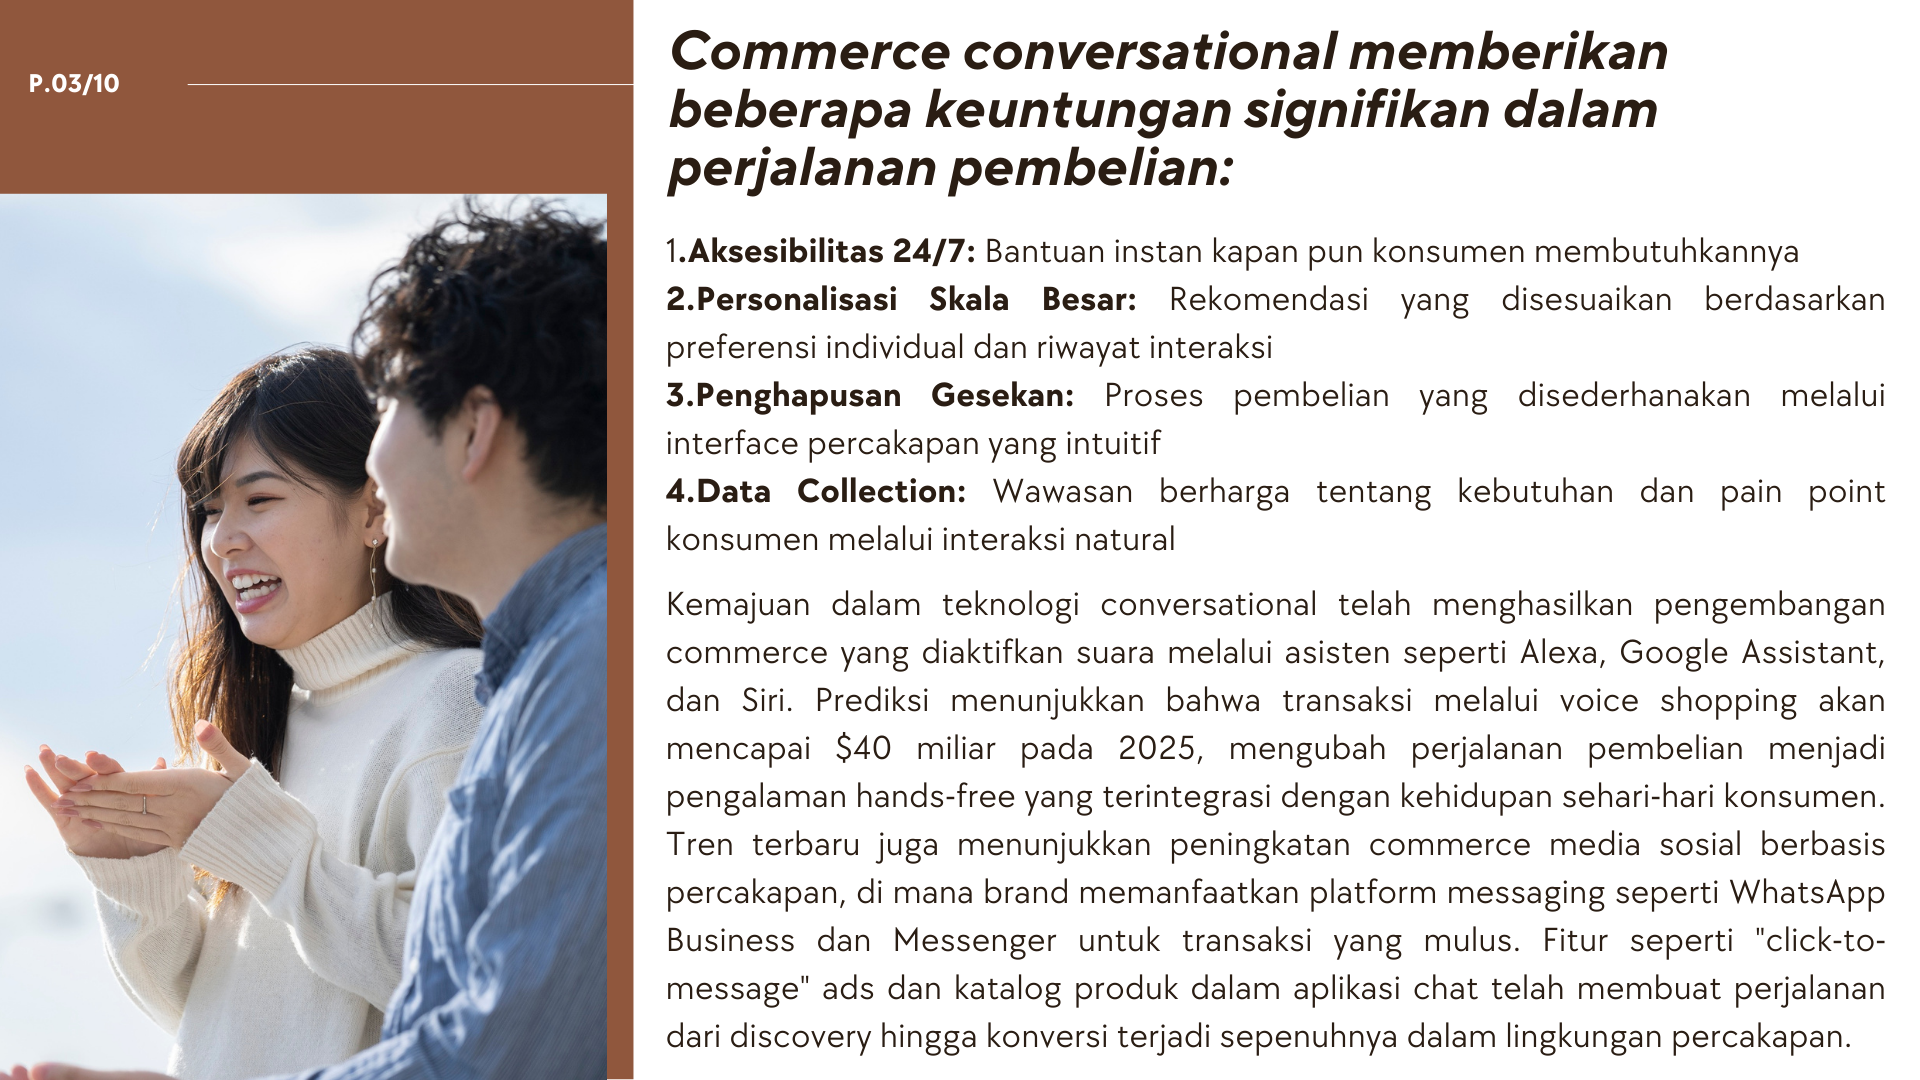 P.03/10
Commerce conversational memberikan
beberapa keuntungan signifikan dalam
perjalanan pembelian:
1.Aksesibilitas 24/7: Bantuan instan kapan pun konsumen membutuhkannya
2.Personalisasi Skala Besar: Rekomendasi yang disesuaikan berdasarkan
preferensi individual dan riwayat interaksi
3.Penghapusan Gesekan: Proses pembelian yang disederhanakan melalui
interface percakapan yang intuitif
4.Data Collection: Wawasan berharga tentang kebutuhan dan pain point
konsumen melalui interaksi natural
Kemajuan dalam teknologi conversational telah menghasilkan pengembangan
commerce yang diaktifkan suara melalui asisten seperti Alexa, Google Assistant,
dan Siri. Prediksi menunjukkan bahwa transaksi melalui voice shopping akan
mencapai $40 miliar pada 2025, mengubah perjalanan pembelian menjadi
pengalaman hands-free yang terintegrasi dengan kehidupan sehari-hari konsumen.
Tren terbaru juga menunjukkan peningkatan commerce media sosial berbasis
percakapan, di mana brand memanfaatkan platform messaging seperti WhatsApp
Business dan Messenger untuk transaksi yang mulus. Fitur seperti "click-to-
message" ads dan katalog produk dalam aplikasi chat telah membuat perjalanan
dari discovery hingga konversi terjadi sepenuhnya dalam lingkungan percakapan.